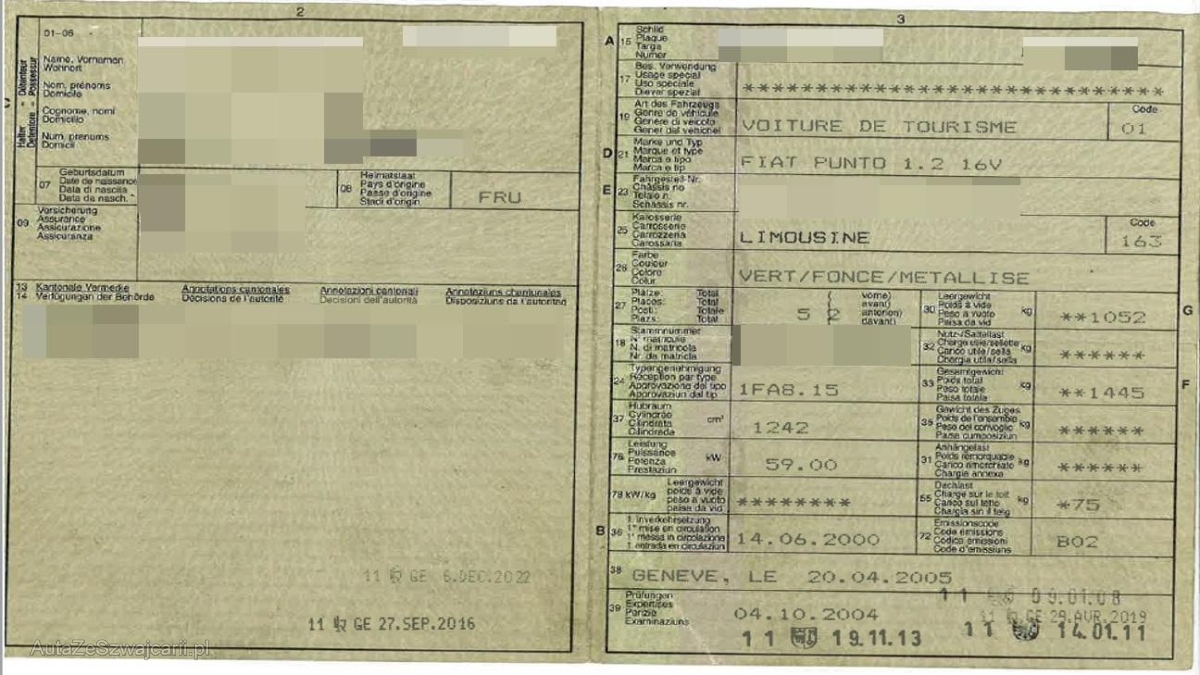 2
01-06
Halter - Détenteur
Detentore - Possessur
Name, Vornamen
Wohnort
Nom, prénoms
Domicile
Cognome, nomi
Domicilio
Num, prenums
Domicil
07 Geburtsdatum
Date de naissance
Data di nascita
Data da nasch.
08 Heimatstaat
Pays d'origine
Paese d'origine
Stadi d'origin
FRU
09 Versicherung
Assurance
Assicurazione
Assicuranza
13 Kantonale Vermerke Annotations cantonales Annotazioni cantonali Annotaziuns chantunales
14 Verfügungen der Behörde Décisions de l'autorité Decisioni dell'autorità Disposiziuns da l'autoritad
11 GE 6.DEC.2022
11 GE 27.SEP.2016
AutaZeSzwajcarii.pl
3
A 15 Schild
Plaque
Targa
Numer
17 Bes. Verwendung
Usage spécial
Uso speciale
Diever spezial
************************
19 Art des Fahrzeugs
Genre de véhicule
Genere di veicolo
Gener dal vehichel
VOITURE DE TOURISME
Code
01
D 21 Marke und Typ
Marque et type
Marca e tipo
Marca e tip
FIAT PUNTO 1.2 16V
E 23 Fahrgestell-Nr.
Châssis no
Telaio n.
Schassis nr.
25 Karosserie
Carrosserie
Carrozzeria
Carossaria
LIMOUSINE
Code
163
26 Farbe
Couleur
Colore
Colur
VERT/FONCE/METALLISE
27 Plätze: Total ( vorne)
Places: Total ( avant)
Posti: Totale anteriori)
Plazs: Total ( davant)
5 2
30 Leergewicht
Poids à vide
Peso a vuoto
Paisa da vid
kg
**1052
G
18 Stammnummer
N° matricule
N. di matricola
Nr. da matricla
32 Nutz-/Sattellast
Charge utile/sellette
Carico utile/sella
Chargia utile/sella
kg
******
24 Typengenehmigung
Réception par type
Approvazione del tipo
Approvaziun dal tip
1FA8.15
33 Gesamtgewicht
Poids total
Peso totale
Paisa totala
kg
**1445
F
37 Hubraum
Cylindrée
Cilindrata
Cilindrada
cm³
1242
35 Gewicht des Zuges
Poids de l'ensemble
Peso del convoglio
Paisa cumposiziun
kg
******
76 Leistung
Puissance
Potenza
Prestaziun
kW
59.00
31 Anhängelast
Poids remorquable
Carico rimorchiato
Chargia annexa
kg
******
78 kW/kg Leergewicht
poids à vide
peso a vuoto
paisa da vid
********
55 Dachlast
Charge sur le toit
Carico sul tetto
Chargia sin il tetg
kg
*75
B 36 1. Inverkehrsetzung
1re mise en circulation
1a messa in circolazione
1. entrada en circulaziun
14.06.2000
72 Emissionscode
Code émissions
Codice emissioni
Code d'emissiuns
B02
38 GENEVE, LE 20.04.2005
39 Prüfungen
Expertises
Perizie
Examinaziuns
04.10.2004
11 09.01.08
11 GE 29.AVR.2019
11 19.11.13
11 14.01.11